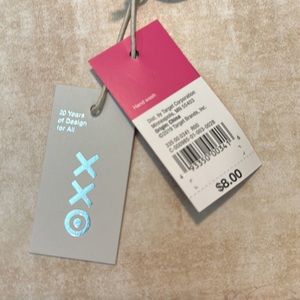 20 Years
of Design
for All
XXO
Hand wash
Dist. by Target Corporation
Minneapolis, MN 55403
Origin: China
©2019 Target Brands, Inc.
$8.00